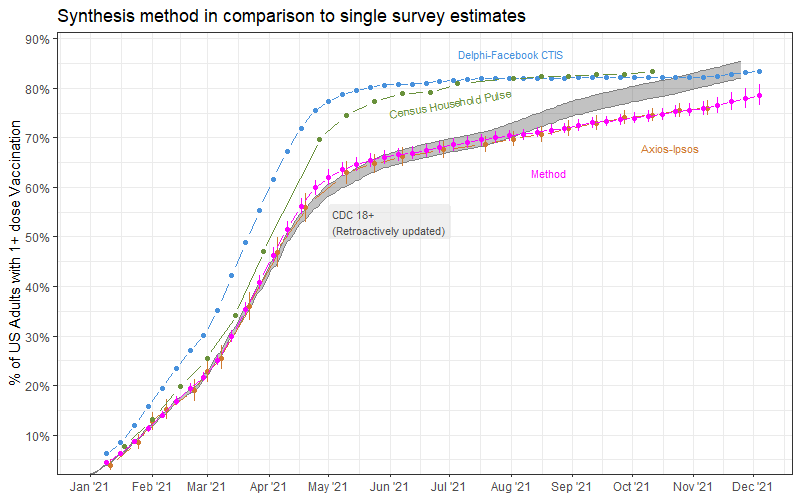 Synthesis method in comparison to single survey estimates
% of US Adults with 1+ dose Vaccination
90%
80%
70%
60%
50%
40%
30%
20%
10%
Delphi-Facebook CTIS
Census Household Pulse
Axios-Ipsos
Method
CDC 18+
(Retroactively updated)
Jan '21
Feb '21
Mar '21
Apr '21
May '21
Jun '21
Jul '21
Aug '21
Sep '21
Oct '21
Nov '21
Dec '21